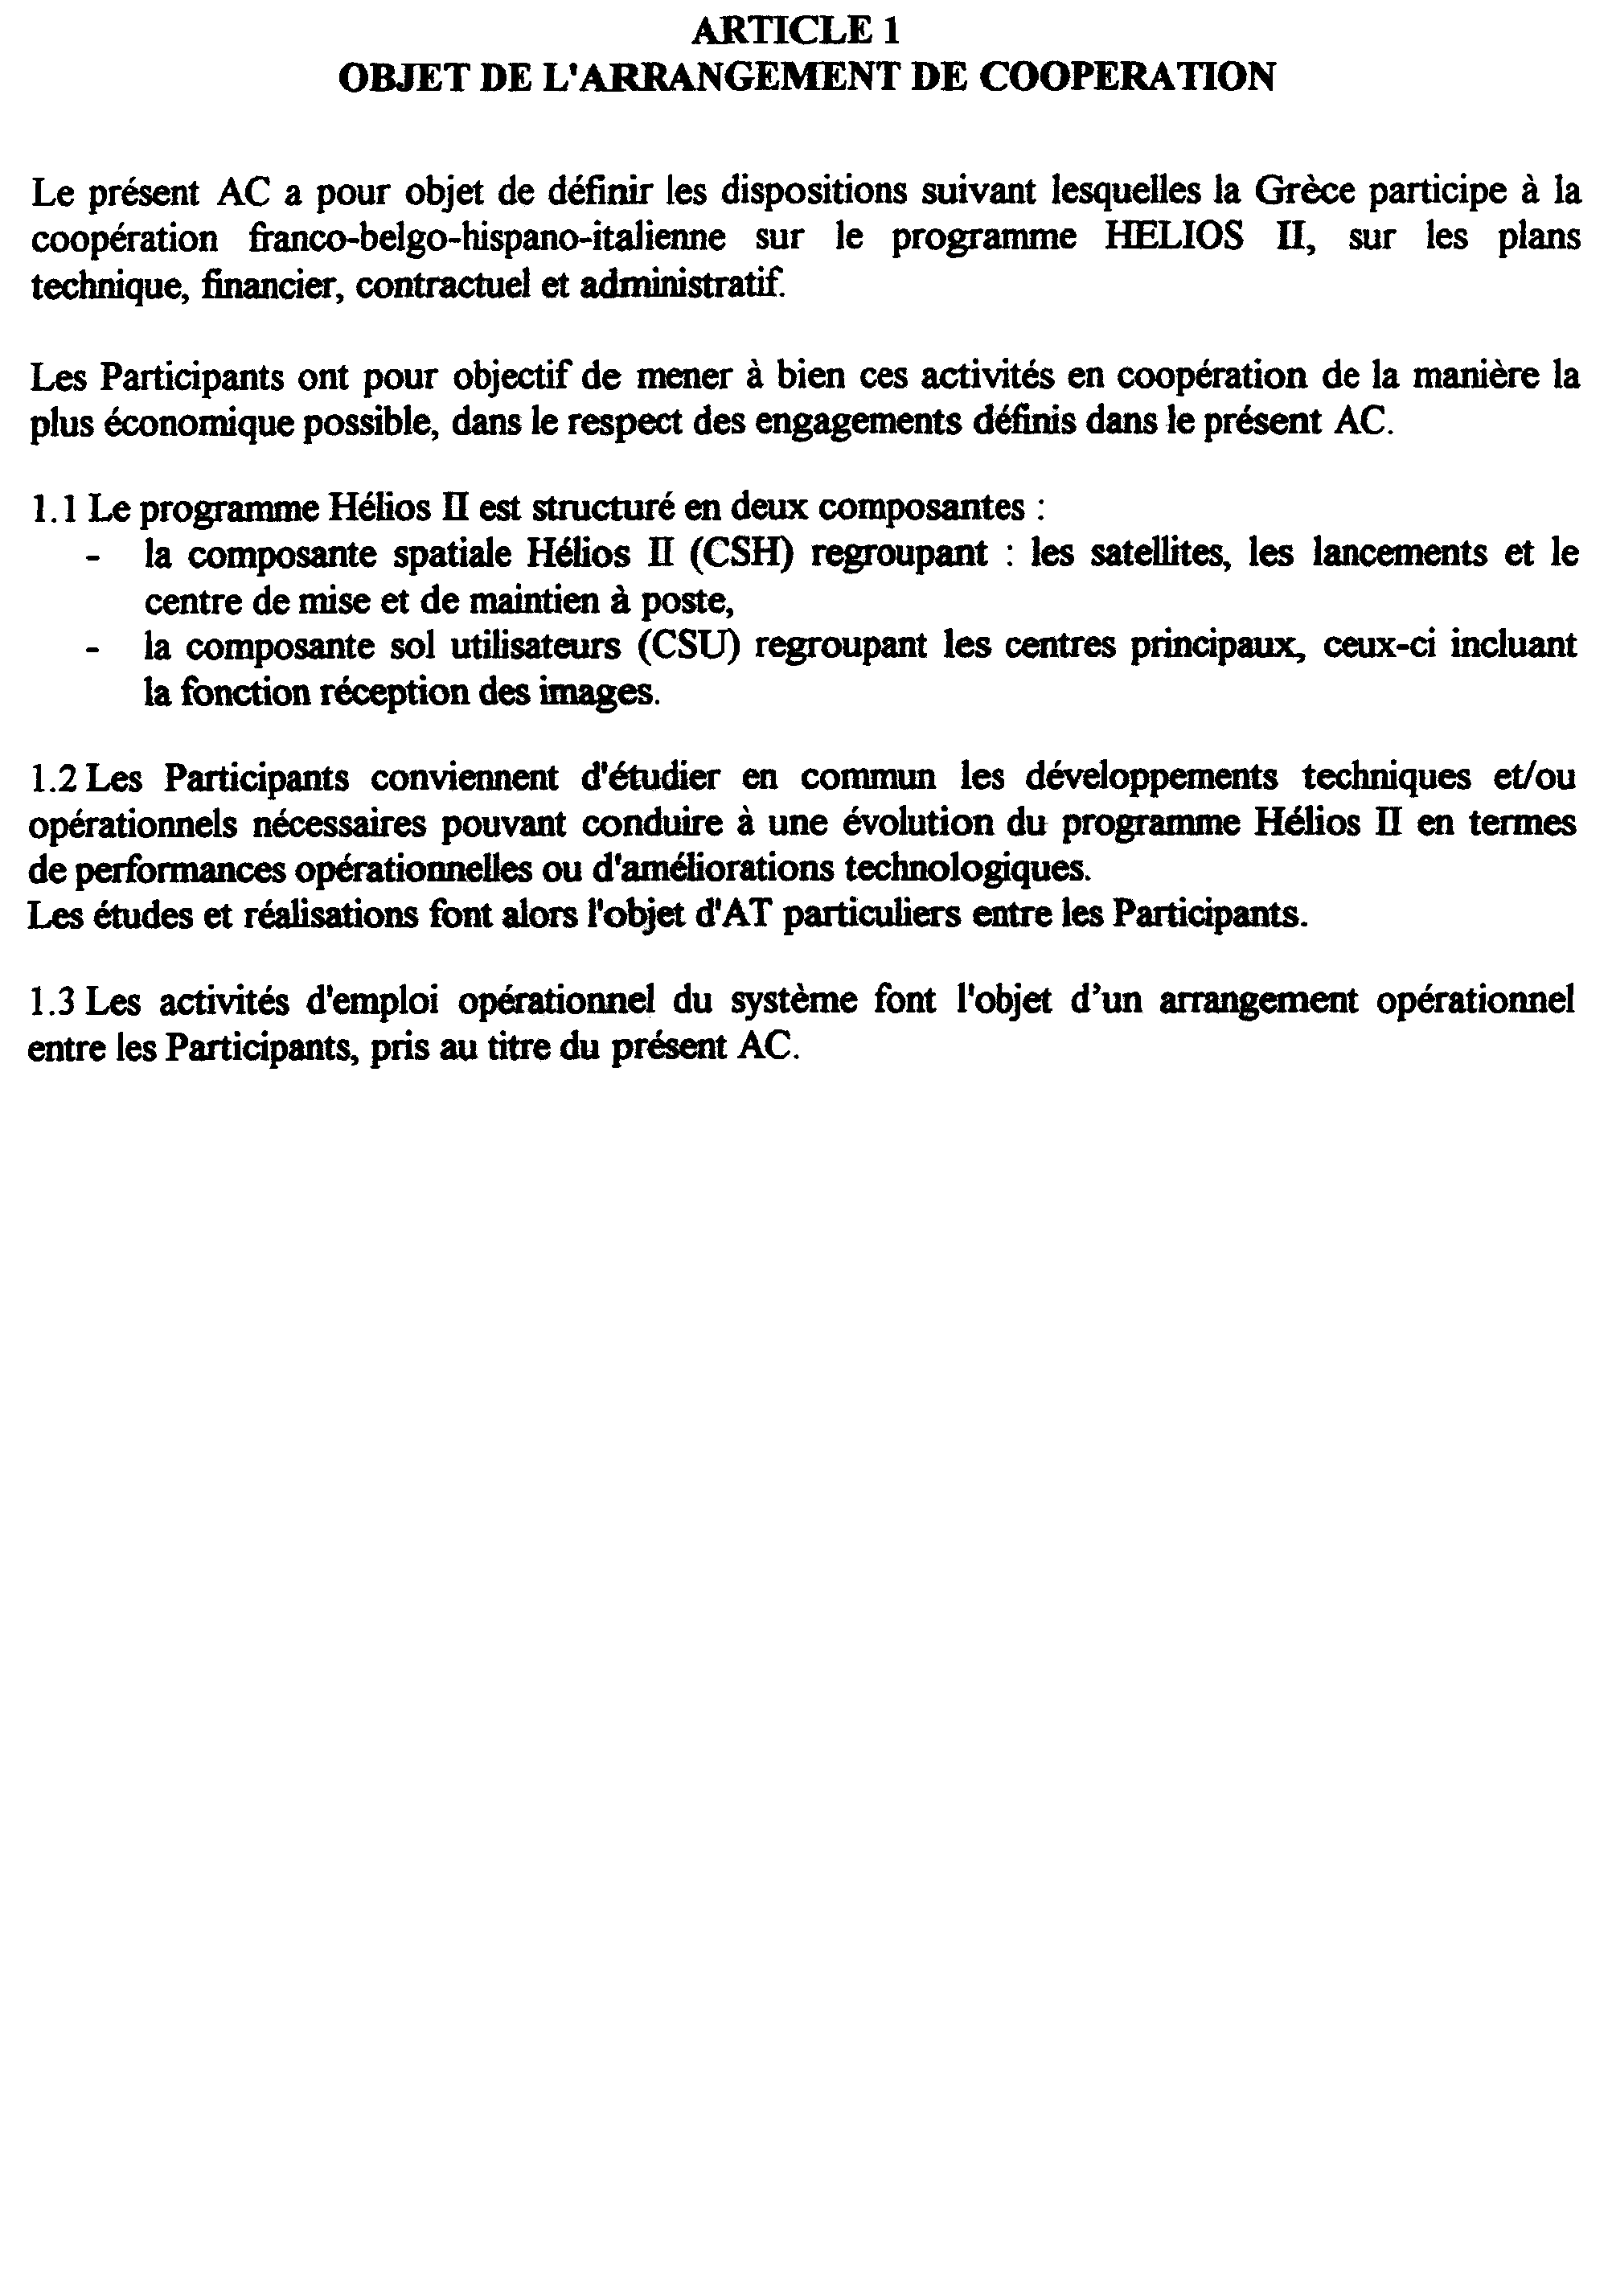 ARTICLE 1
OBJET DE L'ARRANGEMENT DE COOPERATION
Le présent AC a pour objet de définir les dispositions suivant lesquelles la Grèce participe à la
coopération franco-belgo-hispano-italienne sur le programme HELIOS II, sur les plans
technique, financier, contractuel et administratif.
Les Participants ont pour objectif de mener à bien ces activités en coopération de la manière la
plus économique possible, dans le respect des engagements définis dans le présent AC.
1.1 Le programme Hélios II est structuré en deux composantes :
- la composante spatiale Hélios II (CSH) regroupant : les satellites, les lancements et le
centre de mise et de maintien à poste,
- la composante sol utilisateurs (CSU) regroupant les centres principaux, ceux-ci incluant
la fonction réception des images.
1.2 Les Participants conviennent d'étudier en commun les développements techniques et/ou
opérationnels nécessaires pouvant conduire à une évolution du programme Hélios II en termes
de performances opérationnelles ou d'améliorations technologiques.
Les études et réalisations font alors l'objet d'AT particuliers entre les Participants.
1.3 Les activités d'emploi opérationnel du système font l'objet d’un arrangement opérationnel
entre les Participants, pris au titre du présent AC.